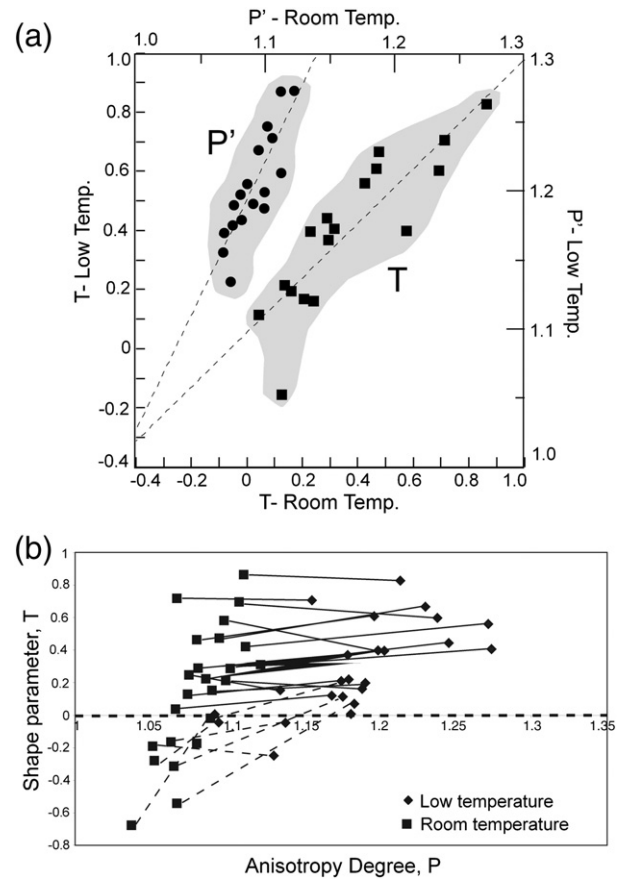 (a)
P' - Room Temp.
1.0 1.1 1.2 1.3
1.0
0.8
0.6
0.4
0.2
0
-0.2
-0.4
T- Low Temp.
P'
T
1.3
1.2
1.1
1.0
P'- Low Temp.
-0.4 -0.2 0 0.2 0.4 0.6 0.8 1.0
T- Room Temp.
(b)
1
0.8
0.6
0.4
0.2
0
-0.2
-0.4
-0.6
-0.8
Shape parameter, T
1 1.05 1.1 1.15 1.2 1.25 1.3 1.35
Low temperature
Room temperature
Anisotropy Degree, P